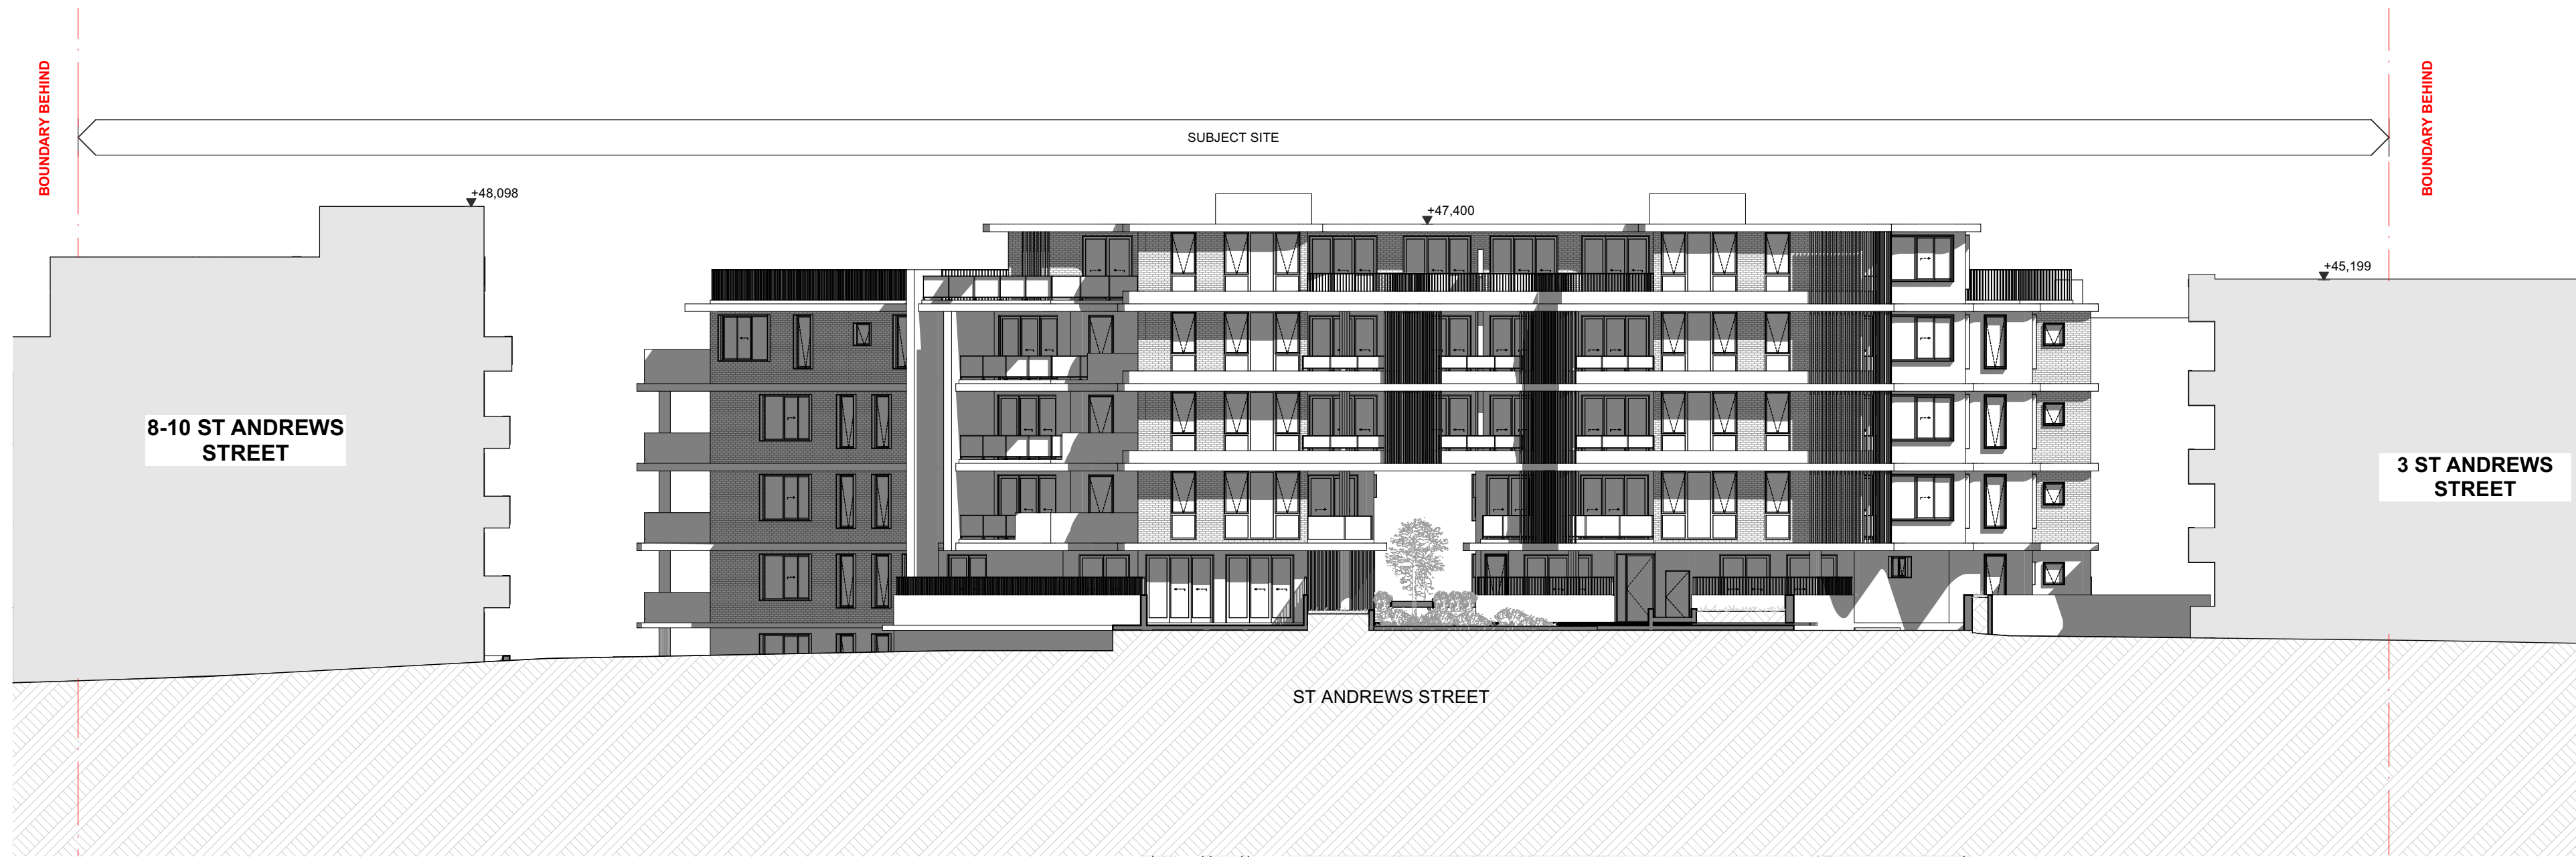 BOUNDARY BEHIND
BOUNDARY BEHIND
SUBJECT SITE
+48,098
+47,400
+45,199
8-10 ST ANDREWS
STREET
3 ST ANDREWS
STREET
ST ANDREWS STREET